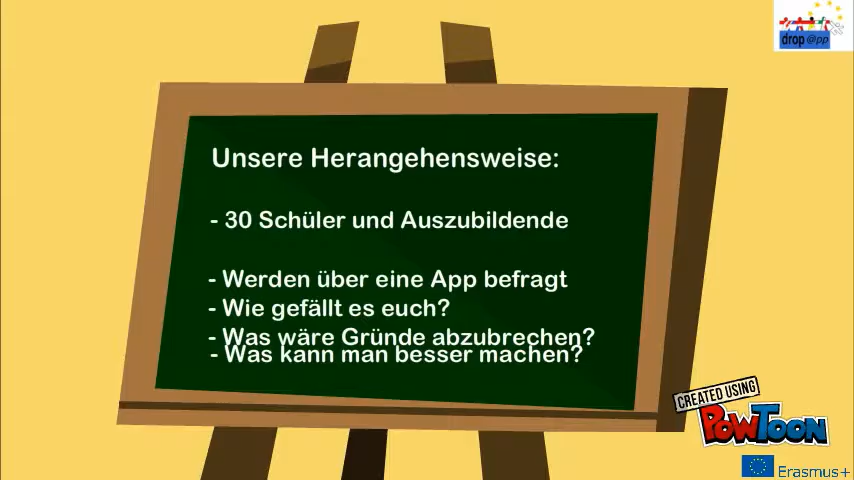 drop@pp
Unsere Herangehensweise:
- 30 Schüler und Auszubildende
- Werden über eine App befragt
- Wie gefällt es euch?
- Was wäre Gründe abzubrechen?
- Was kann man besser machen?
CREATED USING
POWTOON
Erasmus+